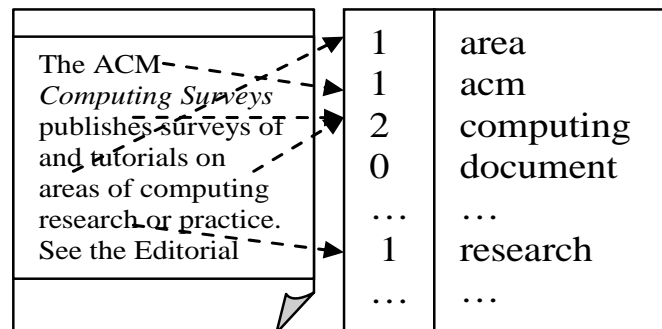 The ACM
Computing Surveys
publishes surveys of
and tutorials on
areas of computing
research or practice.
See the Editorial
1 area
1 acm
2 computing
0 document
… …
1 research
… …